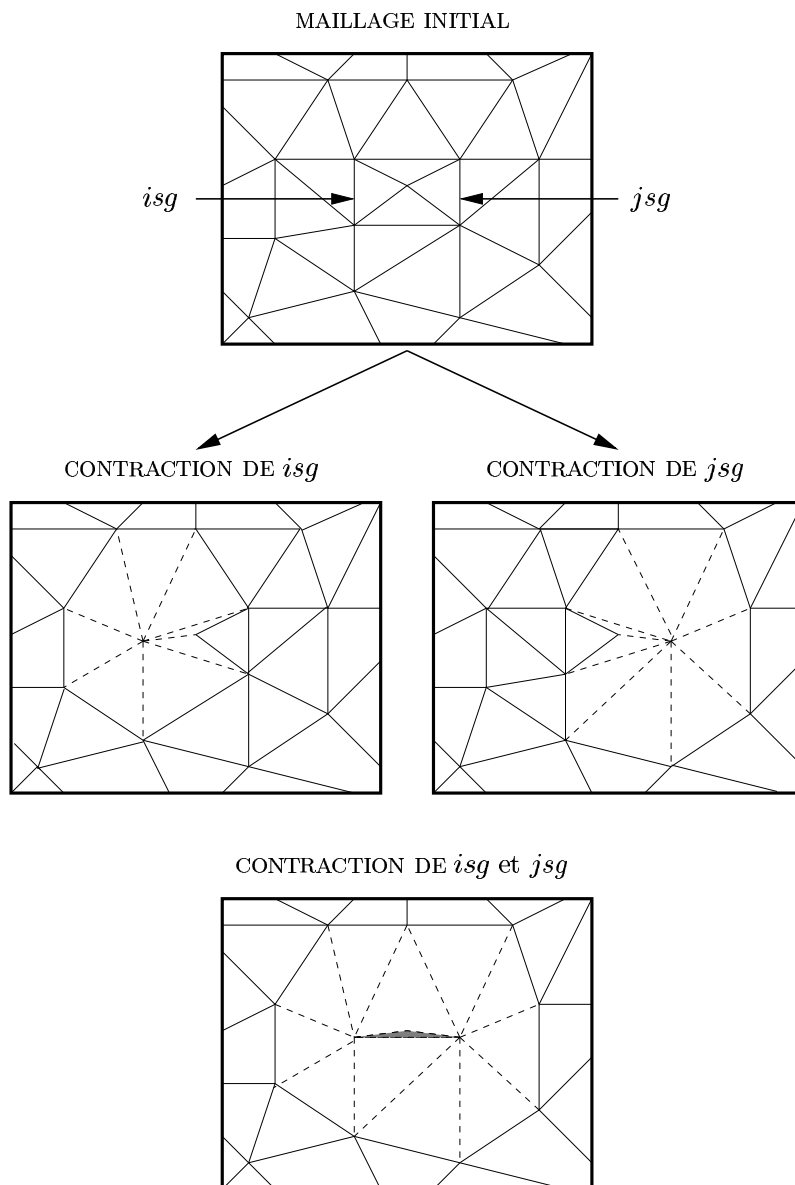 MAILLAGE INITIAL
isg
jsg
CONTRACTION DE isg
CONTRACTION DE jsg
CONTRACTION DE isg et jsg